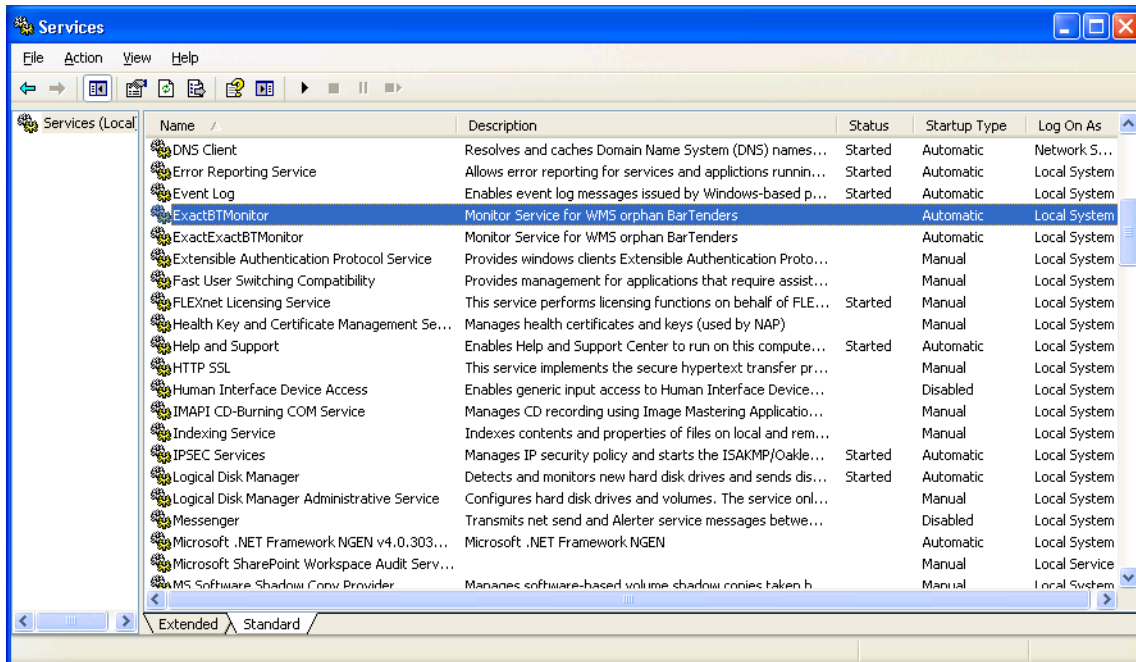 Services
File Action View Help
Services (Local
Name Description Status Startup Type Log On As
DNS Client Resolves and caches Domain Name System (DNS) names... Started Automatic Network S...
Error Reporting Service Allows error reporting for services and applictions runnin... Started Automatic Local System
Event Log Enables event log messages issued by Windows-based p... Started Automatic Local System
ExactBTMonitor Monitor Service for WMS orphan BarTenders Automatic Local System
ExactExactBTMonitor Monitor Service for WMS orphan BarTenders Automatic Local System
Extensible Authentication Protocol Service Provides windows clients Extensible Authentication Proto... Manual Local System
Fast User Switching Compatibility Provides management for applications that require assist... Manual Local System
FLEXnet Licensing Service This service performs licensing functions on behalf of FLE... Started Manual Local System
Health Key and Certificate Management Se... Manages health certificates and keys (used by NAP) Manual Local System
Help and Support Enables Help and Support Center to run on this compute... Started Automatic Local System
HTTP SSL This service implements the secure hypertext transfer pr... Manual Local System
Human Interface Device Access Enables generic input access to Human Interface Device... Disabled Local System
IMAPI CD-Burning COM Service Manages CD recording using Image Mastering Applicatio... Manual Local System
Indexing Service Indexes contents and properties of files on local and rem... Manual Local System
IPSEC Services Manages IP security policy and starts the ISAKMP/Oakle... Started Automatic Local System
Logical Disk Manager Detects and monitors new hard disk drives and sends dis... Started Automatic Local System
Logical Disk Manager Administrative Service Configures hard disk drives and volumes. The service onl... Manual Local System
Messenger Transmits net send and Alerter service messages betwe... Disabled Local System
Microsoft .NET Framework NGEN v4.0.303... Microsoft .NET Framework NGEN Automatic Local System
Microsoft SharePoint Workspace Audit Serv... Manual Local Service
MS Software Shadow Copy Provider Manages software-based volume shadow copies taken b Manual Local System
Extended Standard